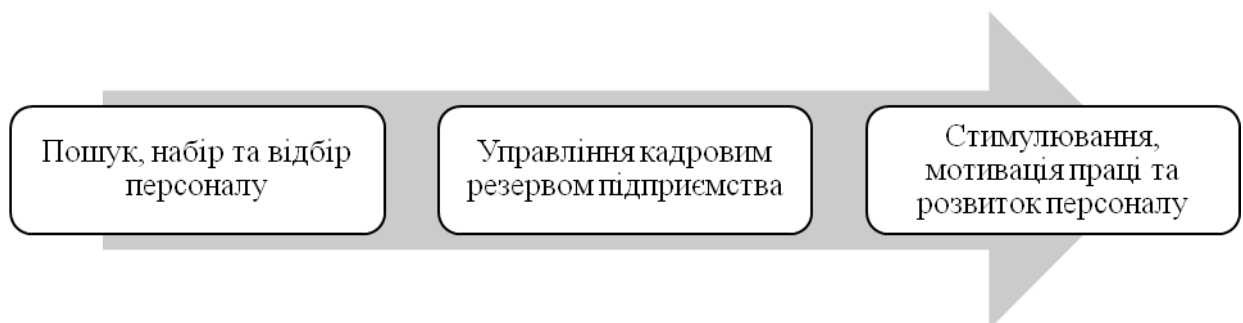 Пошук, набір та відбір
персоналу
Управління кадровим
резервом підприємства
Стимулювання,
мотивація праці та
розвиток персоналу